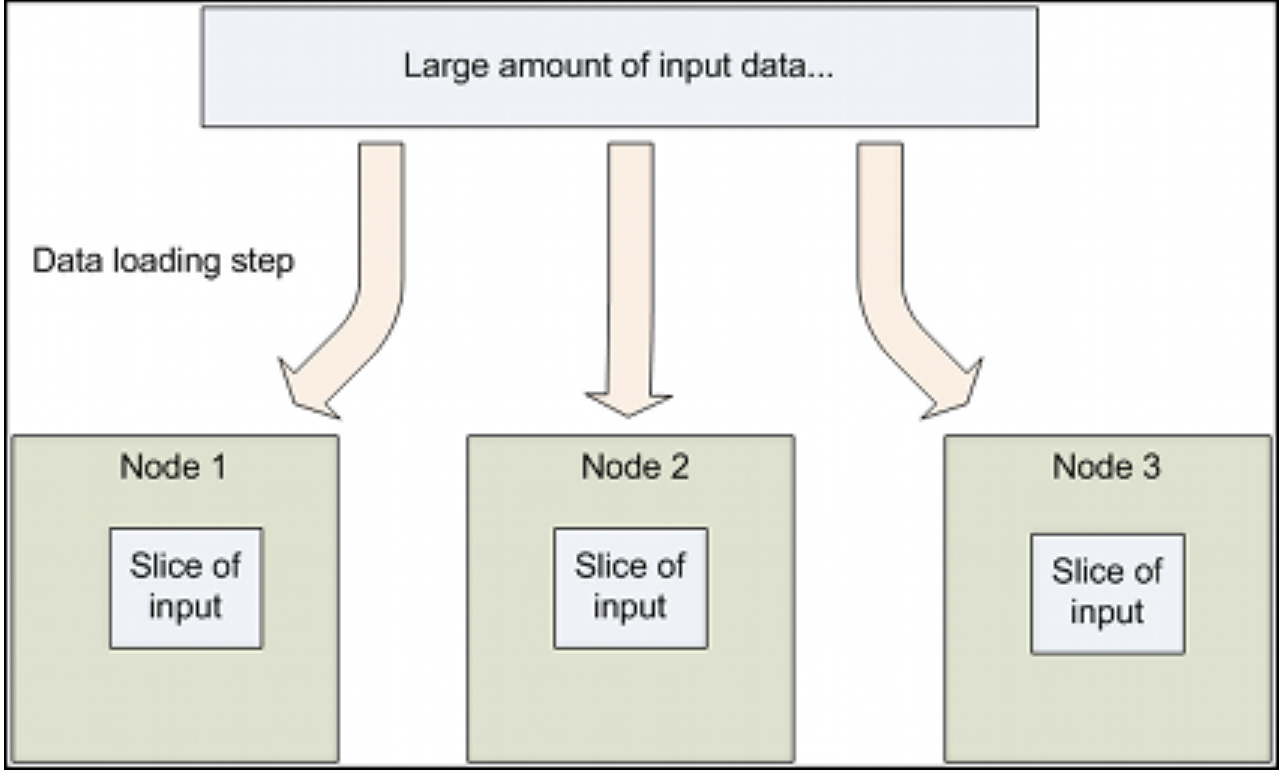 Large amount of input data...
Data loading step
Node 1
Node 2
Node 3
Slice of
input
Slice of
input
Slice of
input